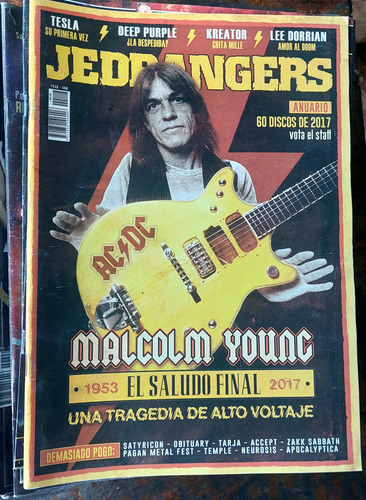 TESLA
SU PRIMERA VEZ
DEEP PURPLE
¿LA DESPEDIDA?
KREATOR
GRITA MILLE
LEE DORRIAN
AMOR AL DOOM
JEDBANGERS
ANUARIO
60 DISCOS DE 2017
vota el staff
AC DC
MALCOLM YOUNG
1953 · EL SALUDO FINAL · 2017
UNA TRAGEDIA DE ALTO VOLTAJE
DEMASIADO POGO:
SATYRICON - OBITUARY - TARJA - ACCEPT - ZAKK SABBATH
PAGAN METAL FEST - TEMPLE - NEUROSIS - APOCALYPTICA